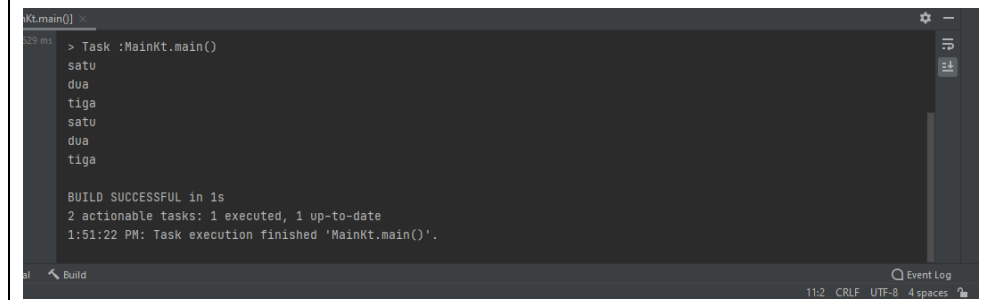 Kt.main()]
529 ms
> Task :MainKt.main()
satu
dua
tiga
satu
dua
tiga
BUILD SUCCESSFUL in 1s
2 actionable tasks: 1 executed, 1 up-to-date
1:51:22 PM: Task execution finished 'MainKt.main()'.
al Build Event Log
11:2 CRLF UTF-8 4 spaces